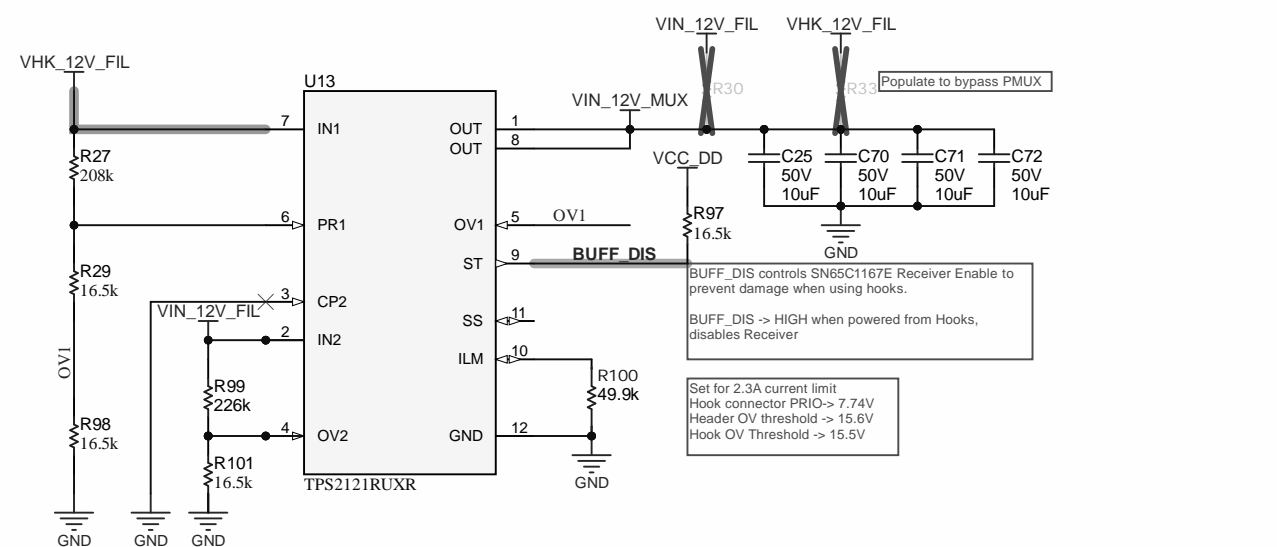 VIN_12V_FIL
VHK_12V_FIL
VHK_12V_FIL
U13
R30
R33
Populate to bypass PMUX
VIN_12V_MUX
7
IN1
OUT
1
OUT
8
R27
208k
VCC_DD
C25
50V
10uF
C70
50V
10uF
C71
50V
10uF
C72
50V
10uF
6
PR1
OV1
5
OV1
R97
16.5k
GND
ST
9
BUFF_DIS
R29
16.5k
BUFF_DIS controls SN65C1167E Receiver Enable to
prevent damage when using hooks.
BUFF_DIS -> HIGH when powered from Hooks,
disables Receiver
3
CP2
VIN_12V_FIL
SS
11
2
IN2
OV1
ILM
10
R100
49.9k
R99
226k
Set for 2.3A current limit
Hook connector PRIO-> 7.74V
Header OV threshold -> 15.6V
Hook OV Threshold -> 15.5V
R98
16.5k
4
OV2
GND
12
R101
16.5k
TPS2121RUXR
GND
GND
GND
GND